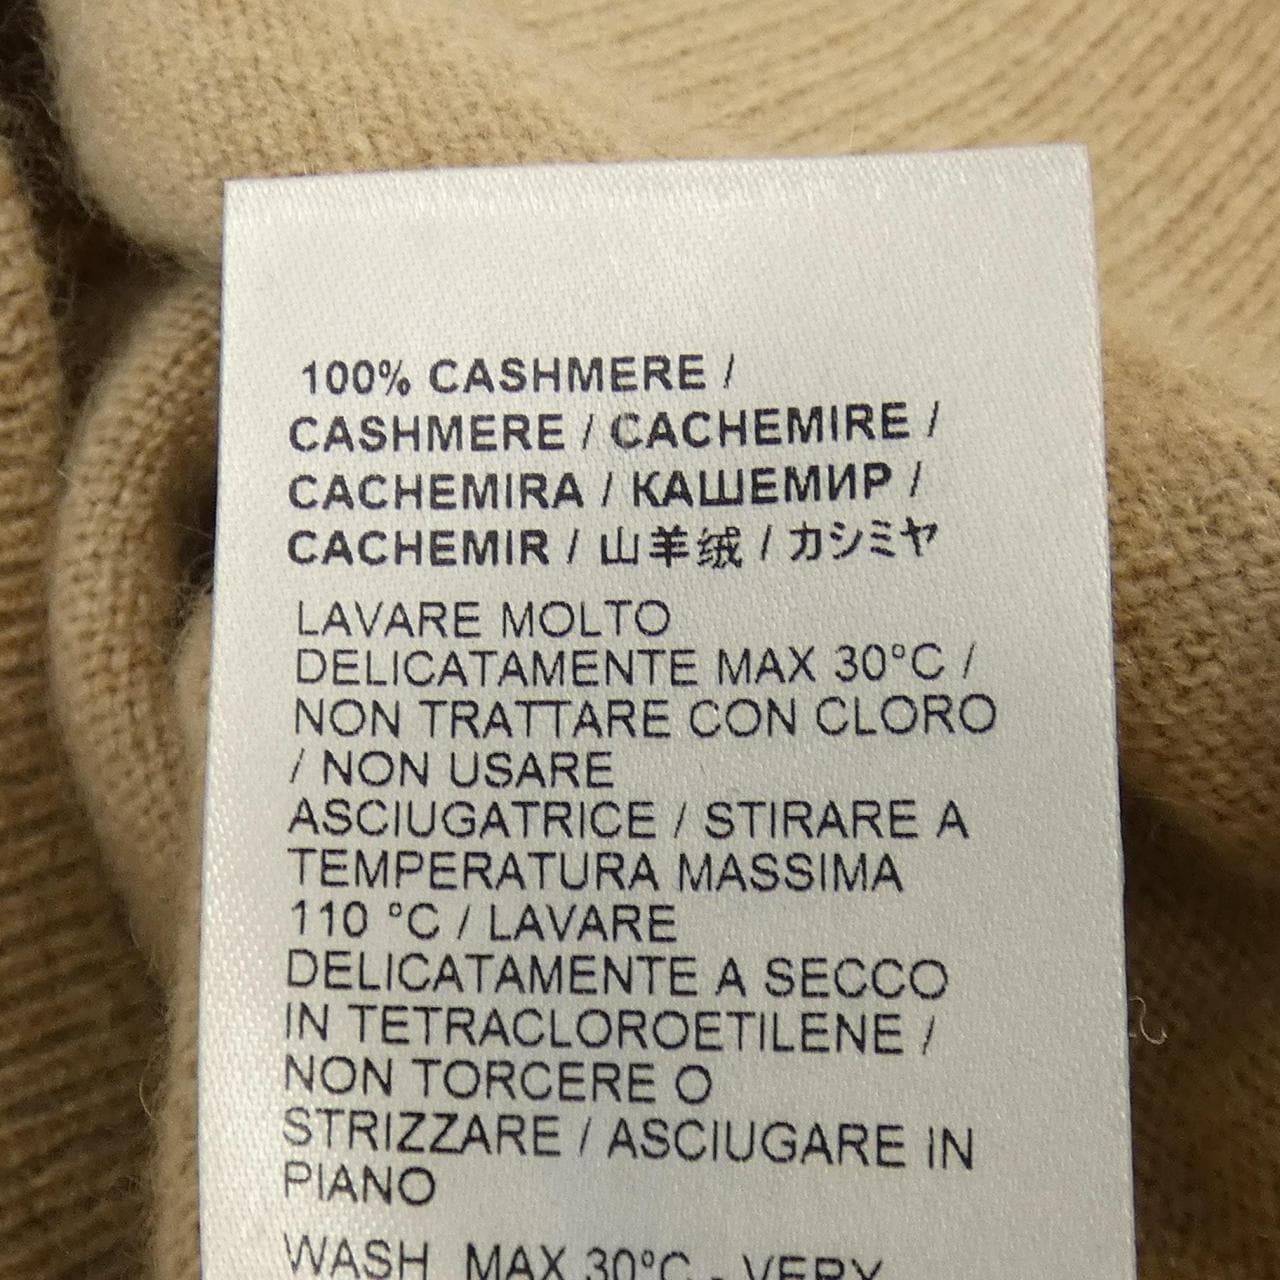 100% CASHMERE /
CASHMERE / CACHEMIRE /
CACHEMIRA / КАШЕМИР /
CACHEMIR / 山羊绒 / カシミヤ
LAVARE MOLTO
DELICATAMENTE MAX 30°C /
NON TRATTARE CON CLORO
/ NON USARE
ASCIUGATRICE / STIRARE A
TEMPERATURA MASSIMA
110 °C / LAVARE
DELICATAMENTE A SECCO
IN TETRACLOROETILENE /
NON TORCERE O
STRIZZARE / ASCIUGARE IN
PIANO
WASH MAX 30°C - VERY